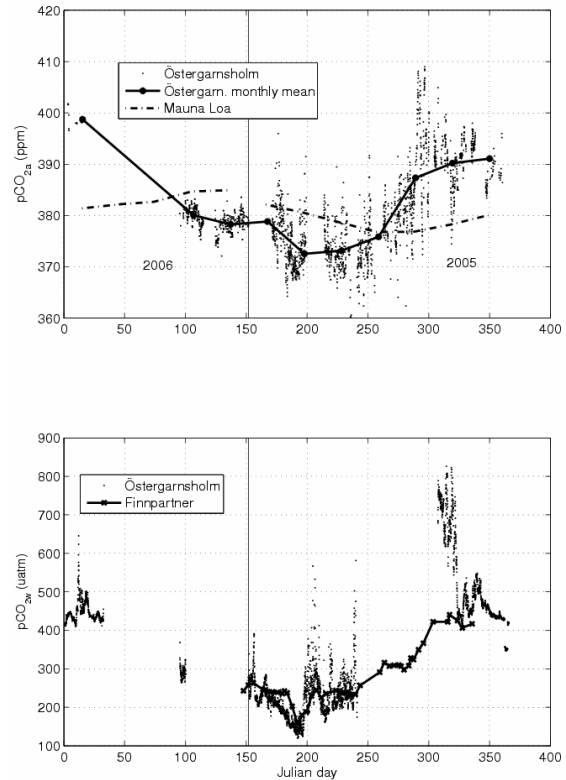 420
410
400
390
380
370
360
pCO2a (ppm)
Östergarnsholm
Östergarn. monthly mean
Mauna Loa
2006
2005
0 50 100 150 200 250 300 350 400
900
800
700
600
500
400
300
200
100
pCO2w (uatm)
Östergarnsholm
Finnpartner
0 50 100 150 200 250 300 350 400
Julian day